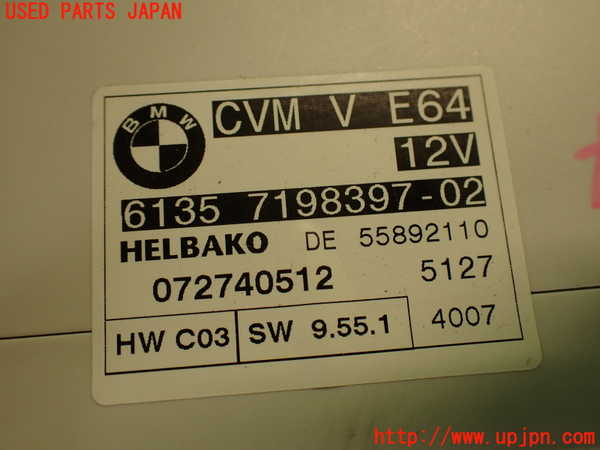 USED PARTS JAPAN
BMW
CVM V E64
12V
6135 7198397-02
HELBAKO DE 55892110
072740512 5127
HW C03 SW 9.55.1 4007
http://www.upjpn.com/